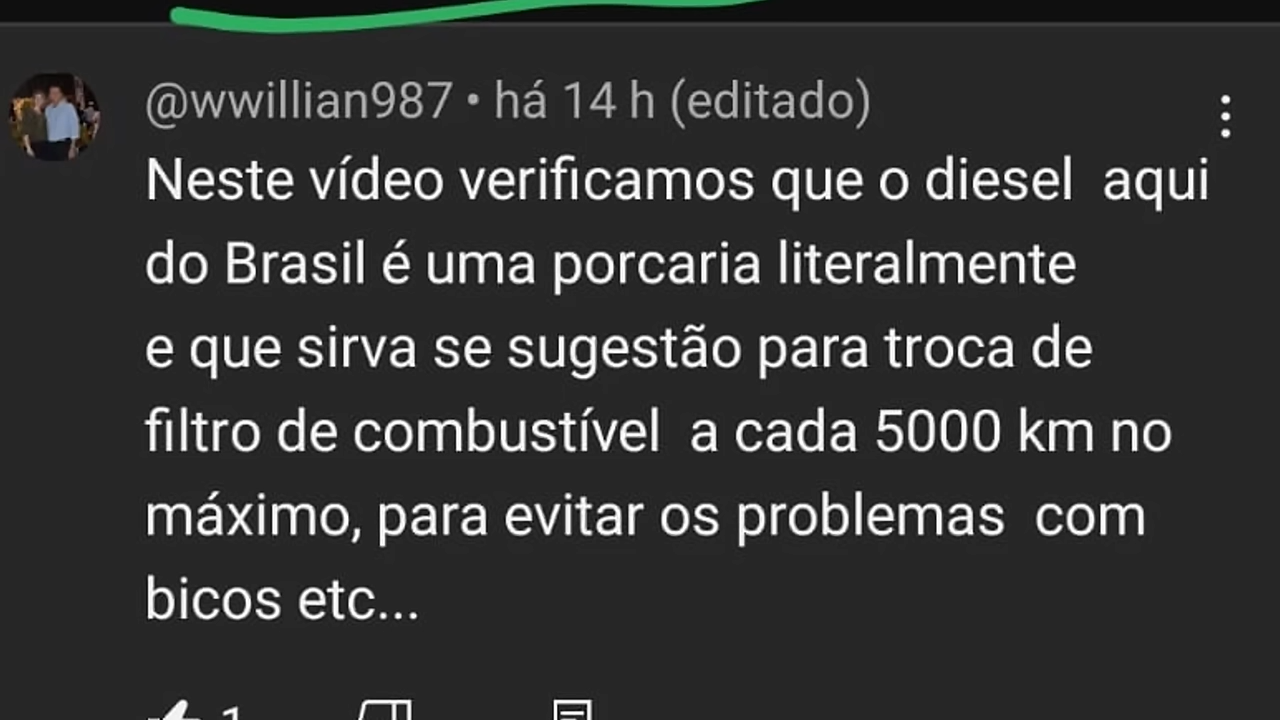 @wwillian987 • há 14 h (editado)
Neste vídeo verificamos que o diesel  aqui
do Brasil é uma porcaria literalmente
e que sirva se sugestão para troca de
filtro de combustível  a cada 5000 km no
máximo, para evitar os problemas  com
bicos etc...
1